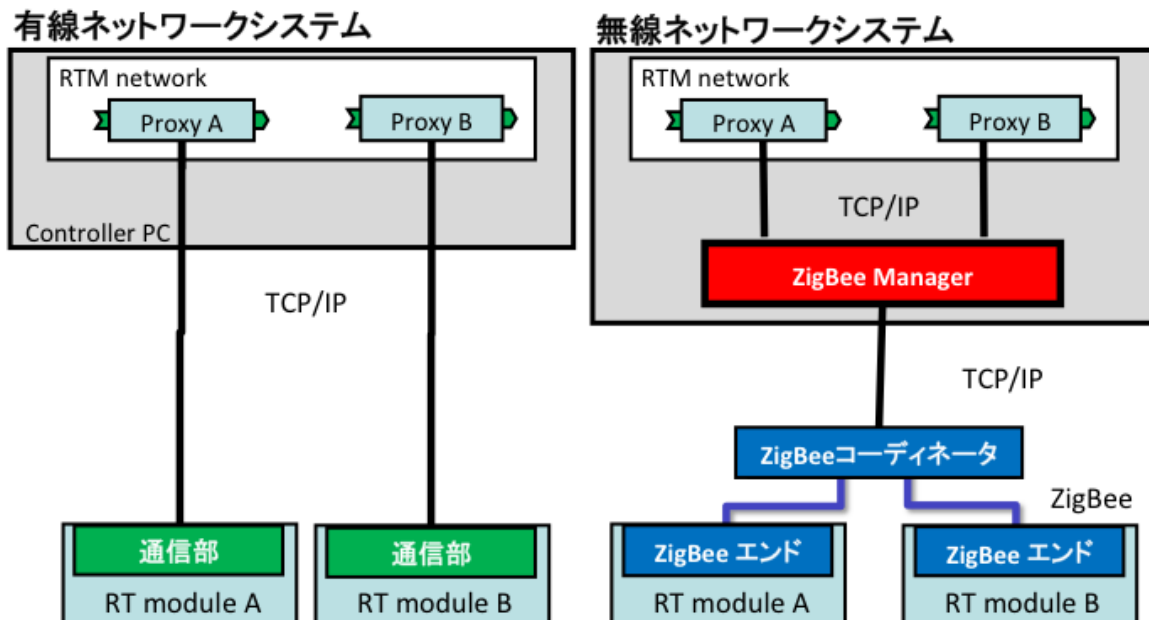 有線ネットワークシステム
RTM network
Proxy A
Proxy B
Controller PC
TCP/IP
通信部
通信部
RT module A
RT module B
無線ネットワークシステム
RTM network
Proxy A
Proxy B
TCP/IP
ZigBee Manager
TCP/IP
ZigBeeコーディネータ
ZigBee
ZigBee エンド
ZigBee エンド
RT module A
RT module B